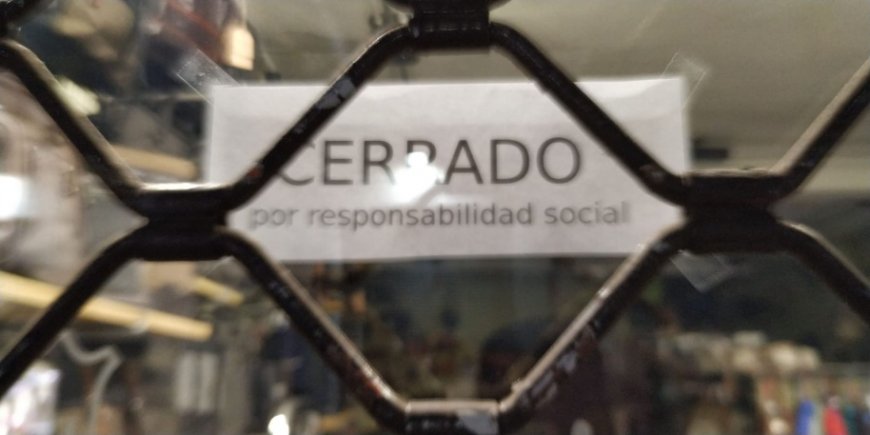 CERRADO
por responsabilidad social